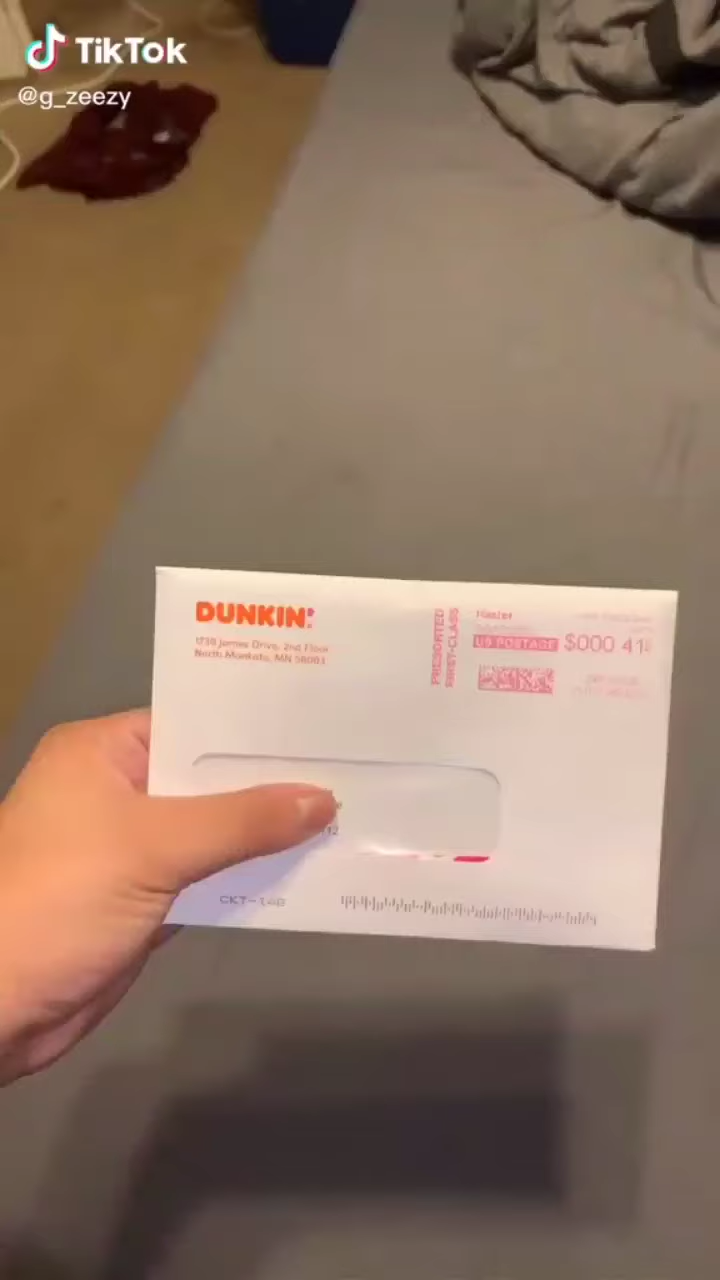 TikTok
@g_zeezy
DUNKIN'
1739 James Drive, 2nd Floor
North Mankato, MN 56003
PRESORTED
FIRST-CLASS
US POSTAGE $000 41
CKT-